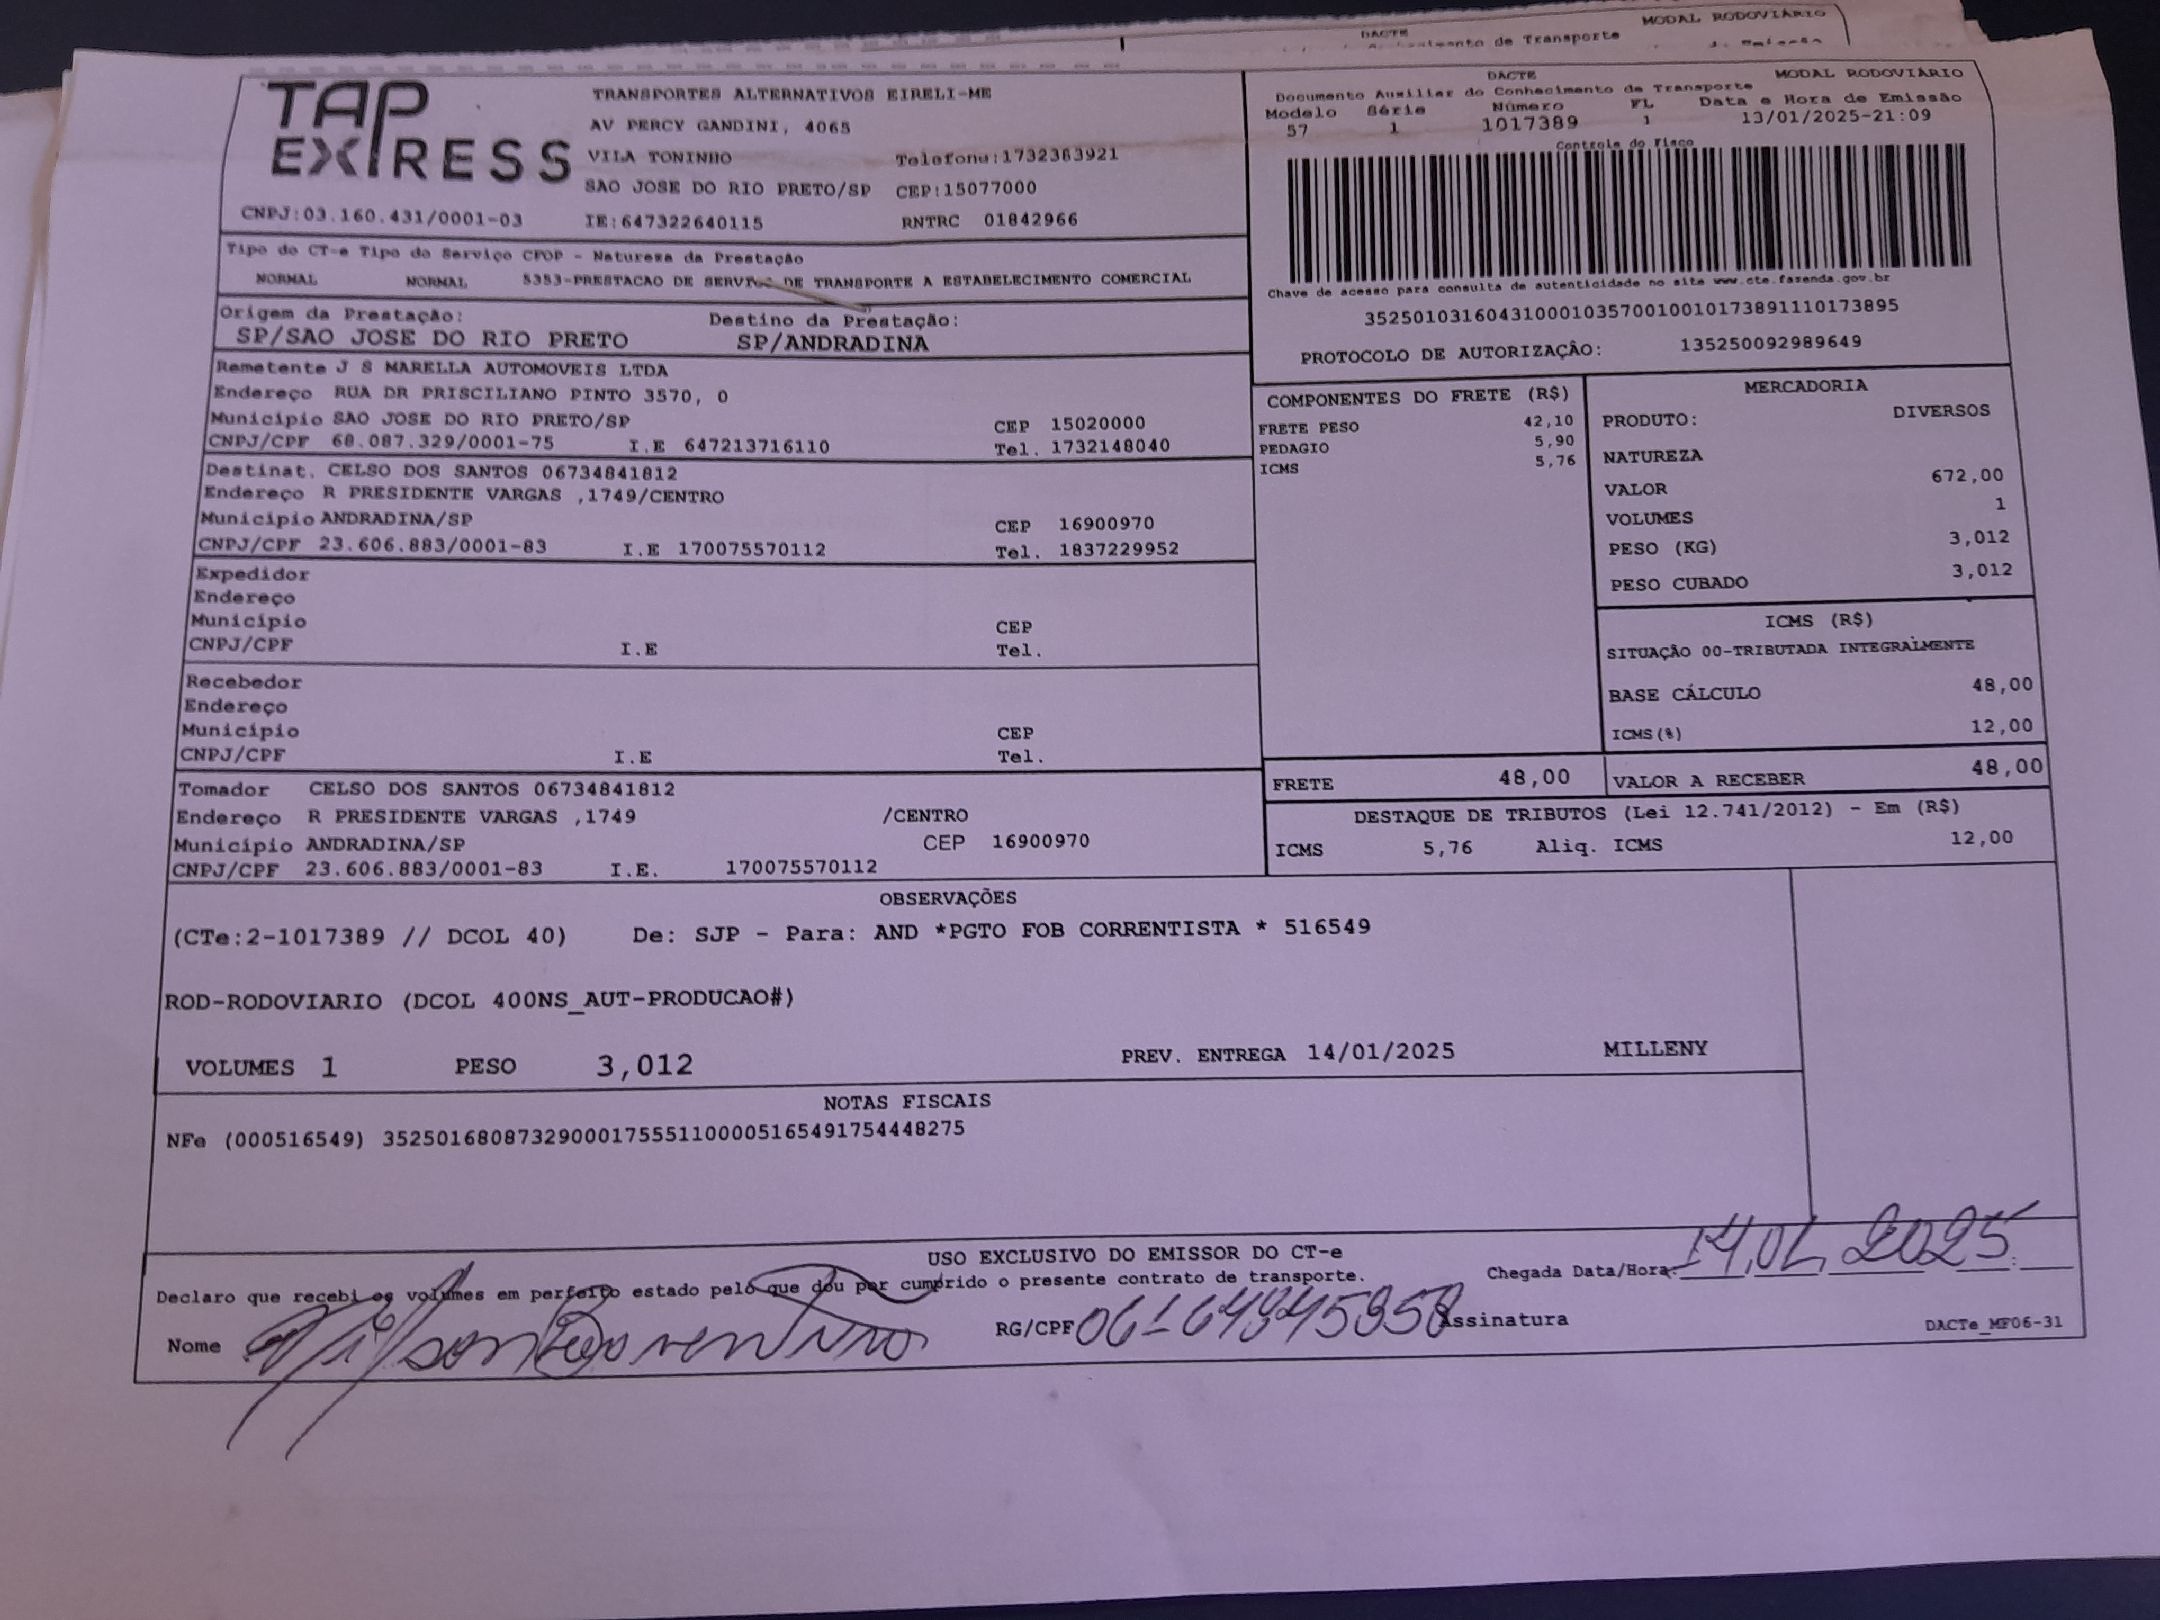 MODAL RODOVIÁRIO
DACTE
de Transporte
TAP EXPRESS
TRANSPORTES ALTERNATIVOS EIRELI-ME
AV PERCY GANDINI, 4065
VILA TONINHO Telefone:1732363921
SAO JOSE DO RIO PRETO/SP CEP:15077000
CNPJ:03.160.431/0001-03 IE:647322640115 RNTRC 01842966
DACTE MODAL RODOVIÁRIO
Documento Auxiliar do Conhecimento de Transporte
Modelo Série Número FL Data e Hora de Emissão
57 1 1017389 1 13/01/2025-21:09
Controle do Fisco
Chave de acesso para consulta de autenticidade no site www.cte.fazenda.gov.br
35250103160431000103570010010173891110173895
PROTOCOLO DE AUTORIZAÇÂO: 135250092989649
Tipo do CT-e Tipo do Serviço CFOP - Natureza da Prestação
NORMAL NORMAL 5353-PRESTACAO DE SERVICO DE TRANSPORTE A ESTABELECIMENTO COMERCIAL
Origem da Prestação: Destino da Prestação:
SP/SAO JOSE DO RIO PRETO SP/ANDRADINA
Remetente J S MARELLA AUTOMOVEIS LTDA
Endereço RUA DR PRISCILIANO PINTO 3570, 0
Município SAO JOSE DO RIO PRETO/SP CEP 15020000
CNPJ/CPF 68.087.329/0001-75 I.E 647213716110 Tel. 1732148040
Destinat. CELSO DOS SANTOS 06734841812
Endereço R PRESIDENTE VARGAS ,1749/CENTRO
Município ANDRADINA/SP CEP 16900970
CNPJ/CPF 23.606.883/0001-83 I.E 170075570112 Tel. 1837229952
Expedidor
Endereço
Município CEP
CNPJ/CPF I.E Tel.
Recebedor
Endereço
Município CEP
CNPJ/CPF I.E Tel.
Tomador CELSO DOS SANTOS 06734841812
Endereço R PRESIDENTE VARGAS ,1749 /CENTRO
Município ANDRADINA/SP CEP 16900970
CNPJ/CPF 23.606.883/0001-83 I.E. 170075570112
COMPONENTES DO FRETE (R$)
FRETE PESO 42,10
PEDAGIO 5,90
ICMS 5,76
MERCADORIA
PRODUTO: DIVERSOS
NATUREZA
VALOR 672,00
VOLUMES 1
PESO (KG) 3,012
PESO CUBADO 3,012
ICMS (R$)
SITUAÇÃO 00-TRIBUTADA INTEGRALMENTE
BASE CÁLCULO 48,00
ICMS(%) 12,00
FRETE 48,00 VALOR A RECEBER 48,00
DESTAQUE DE TRIBUTOS (Lei 12.741/2012) - Em (R$)
ICMS 5,76 Aliq. ICMS 12,00
OBSERVAÇÕES
(CTe:2-1017389 // DCOL 40) De: SJP - Para: AND *PGTO FOB CORRENTISTA * 516549
ROD-RODOVIARIO (DCOL 400NS_AUT-PRODUCAO#)
VOLUMES 1 PESO 3,012 PREV. ENTREGA 14/01/2025 MILLENY
NOTAS FISCAIS
NFe (000516549) 35250168087329000175551100005165491754448275
USO EXCLUSIVO DO EMISSOR DO CT-e
Declaro que recebi os volumes em perfeito estado pelo que dou por cumprido o presente contrato de transporte.
Chegada Data/Hora: 14,01, 2025
Nome RG/CPF Assinatura
DACTe_MF06-31